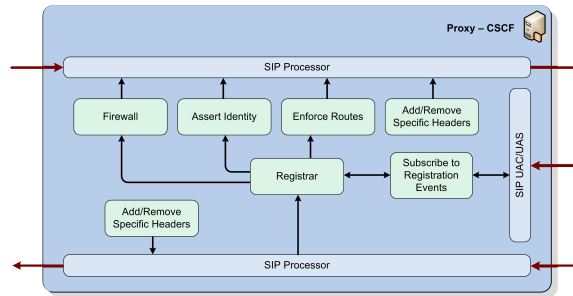 Proxy – CSCF
SIP Processor
Firewall
Assert Identity
Enforce Routes
Add/Remove
Specific Headers
Registrar
Subscribe to
Registration
Events
SIP UAC/UAS
Add/Remove
Specific Headers
SIP Processor